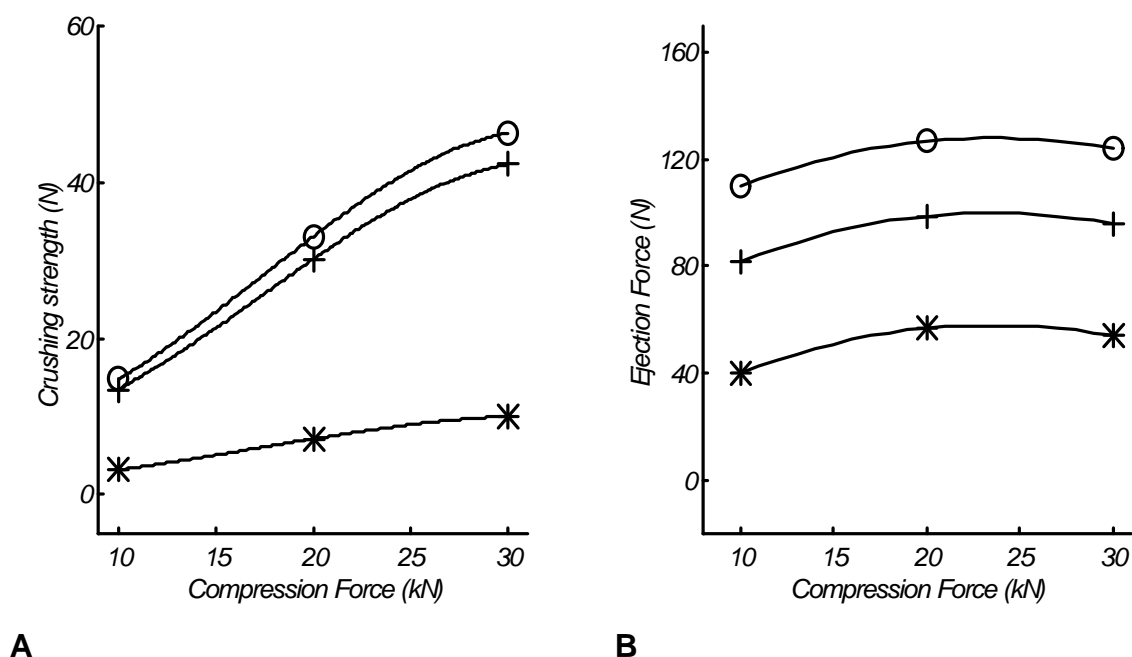 60
40
20
0
Crushing strength (N)
10 15 20 25 30
Compression Force (kN)
A
160
120
80
40
0
Ejection Force (N)
10 15 20 25 30
Compression Force (kN)
B